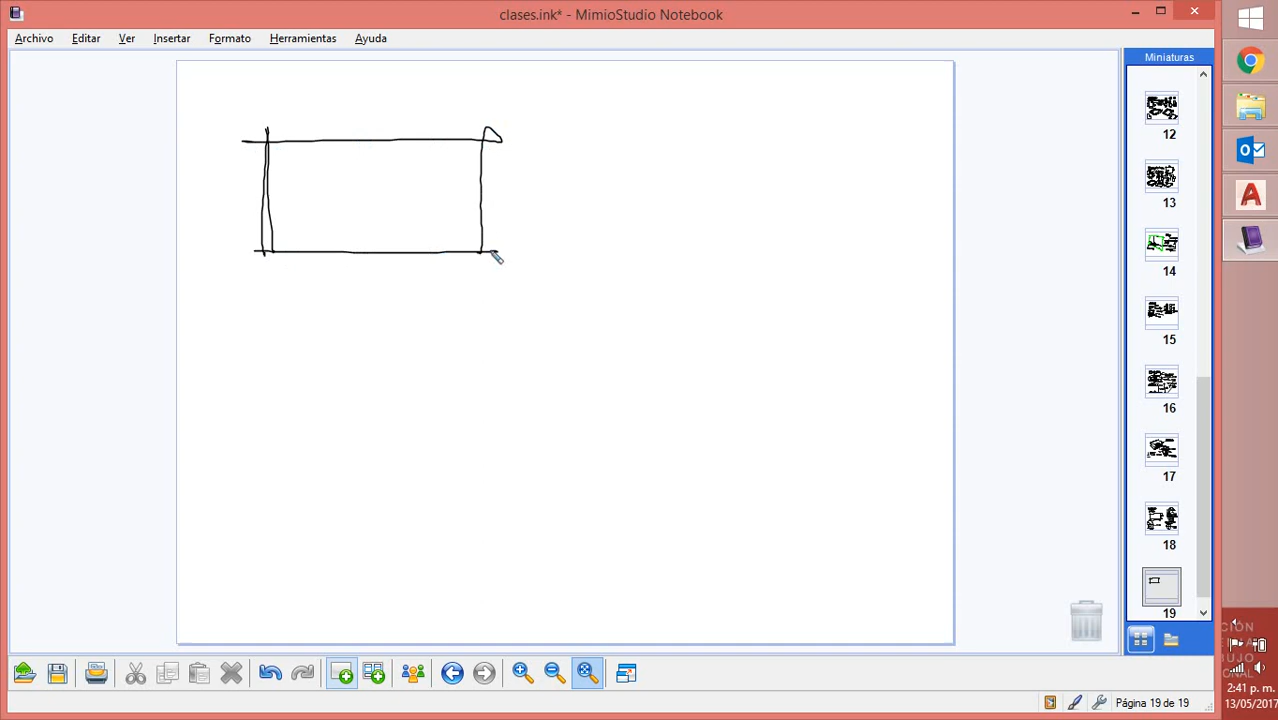 clases.ink* - MimioStudio Notebook
Archivo Editar Ver Insertar Formato Herramientas Ayuda
Miniaturas
12
13
14
15
16
17
18
19
CIÓN
2:41 p. m.
13/05/2017
Página 19 de 19